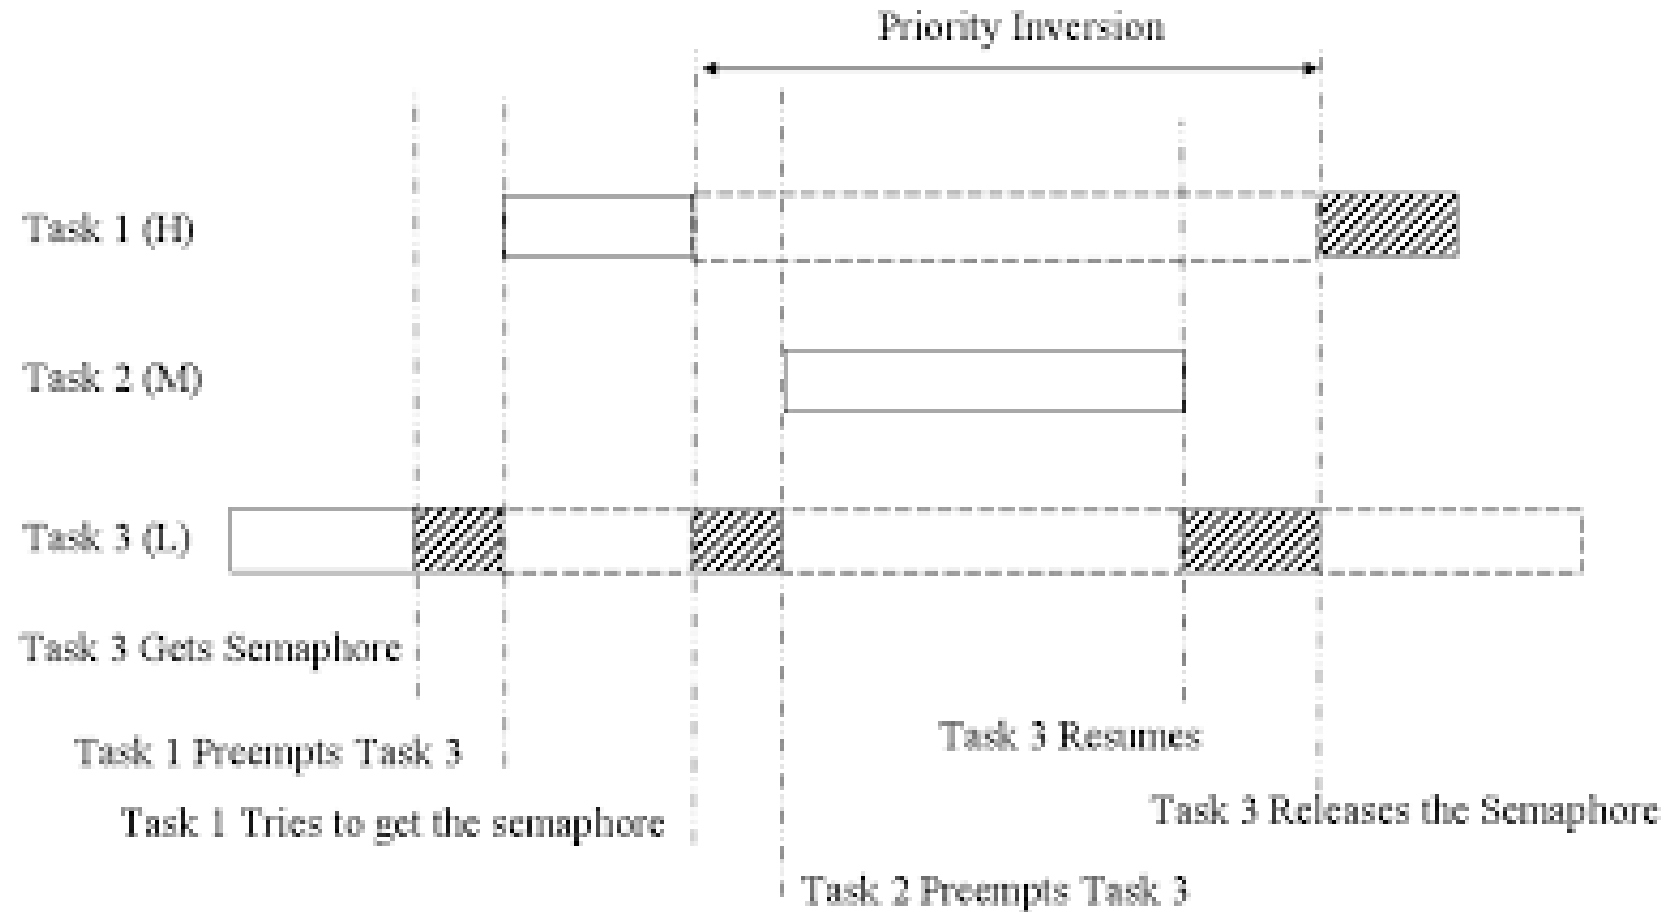 Priority Inversion
Task 1 (H)
Task 2 (M)
Task 3 (L)
Task 3 Gets Semaphore
Task 1 Preempts Task 3
Task 3 Resumes
Task 1 Tries to get the semaphore
Task 3 Releases the Semaphore
Task 2 Preempts Task 3